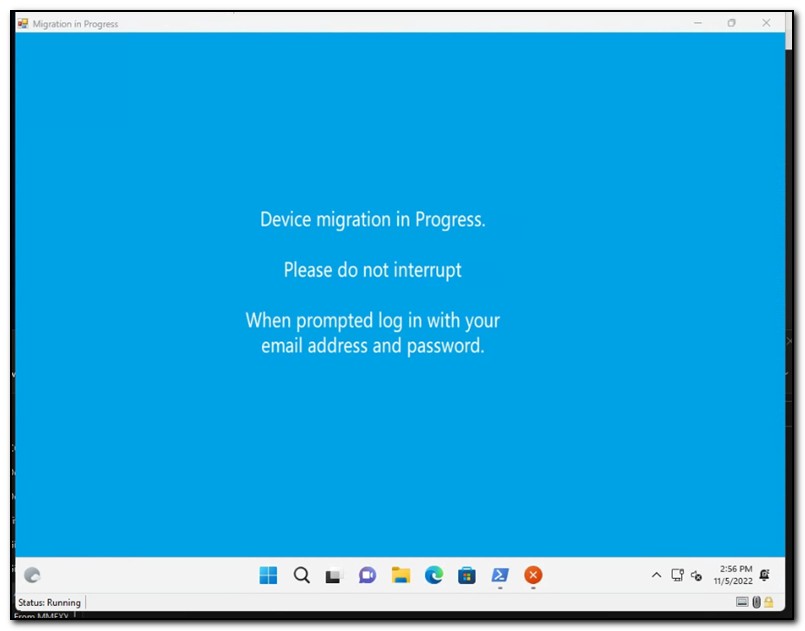 Migration in Progress
Device migration in Progress.
Please do not interrupt
When prompted log in with your
email address and password.
2:56 PM
11/5/2022
Status: Running